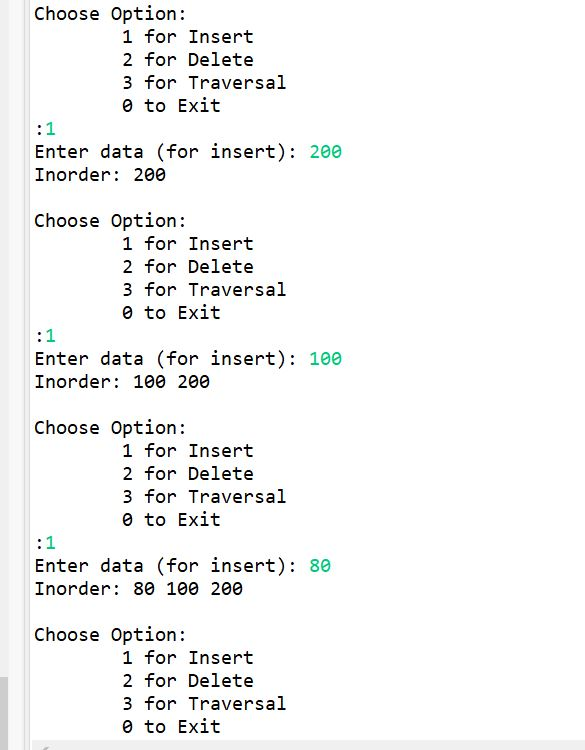 Choose Option:
1 for Insert
2 for Delete
3 for Traversal
0 to Exit
:1
Enter data (for insert): 200
Inorder: 200
Choose Option:
1 for Insert
2 for Delete
3 for Traversal
0 to Exit
:1
Enter data (for insert): 100
Inorder: 100 200
Choose Option:
1 for Insert
2 for Delete
3 for Traversal
0 to Exit
:1
Enter data (for insert): 80
Inorder: 80 100 200
Choose Option:
1 for Insert
2 for Delete
3 for Traversal
0 to Exit